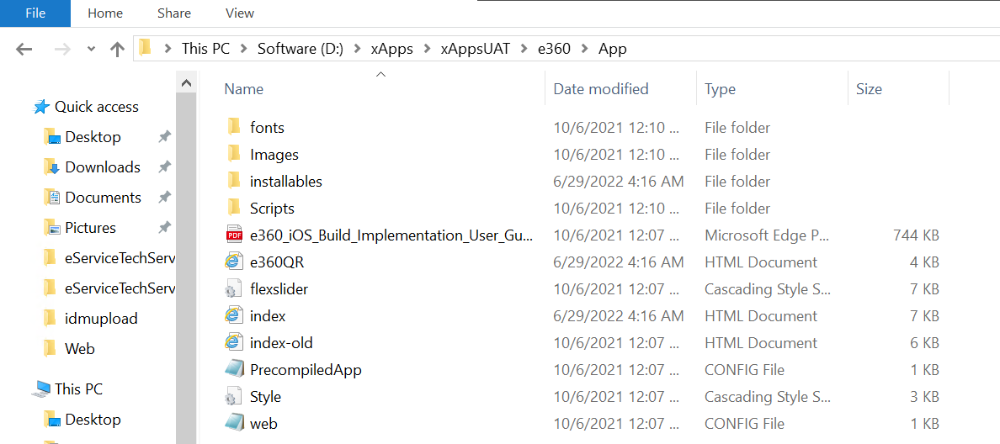 File Home Share View
This PC Software (D:) xApps xAppsUAT e360 App
Name Date modified Type Size
Quick access
Desktop
Downloads
Documents
Pictures
eServiceTechServ
eServiceTechServ
idmupload
Web
This PC
Desktop
fonts 10/6/2021 12:10 ... File folder
Images 10/6/2021 12:10 ... File folder
installables 6/29/2022 4:16 AM File folder
Scripts 10/6/2021 12:10 ... File folder
PDF e360_iOS_Build_Implementation_User_Gu... 10/6/2021 12:07 ... Microsoft Edge P... 744 KB
e360QR 6/29/2022 4:16 AM HTML Document 4 KB
flexslider 10/6/2021 12:07 ... Cascading Style S... 7 KB
index 6/29/2022 4:16 AM HTML Document 7 KB
index-old 10/6/2021 12:07 ... HTML Document 6 KB
PrecompiledApp 10/6/2021 12:07 ... CONFIG File 1 KB
Style 10/6/2021 12:07 ... Cascading Style S... 3 KB
web 10/6/2021 12:07 ... CONFIG File 1 KB